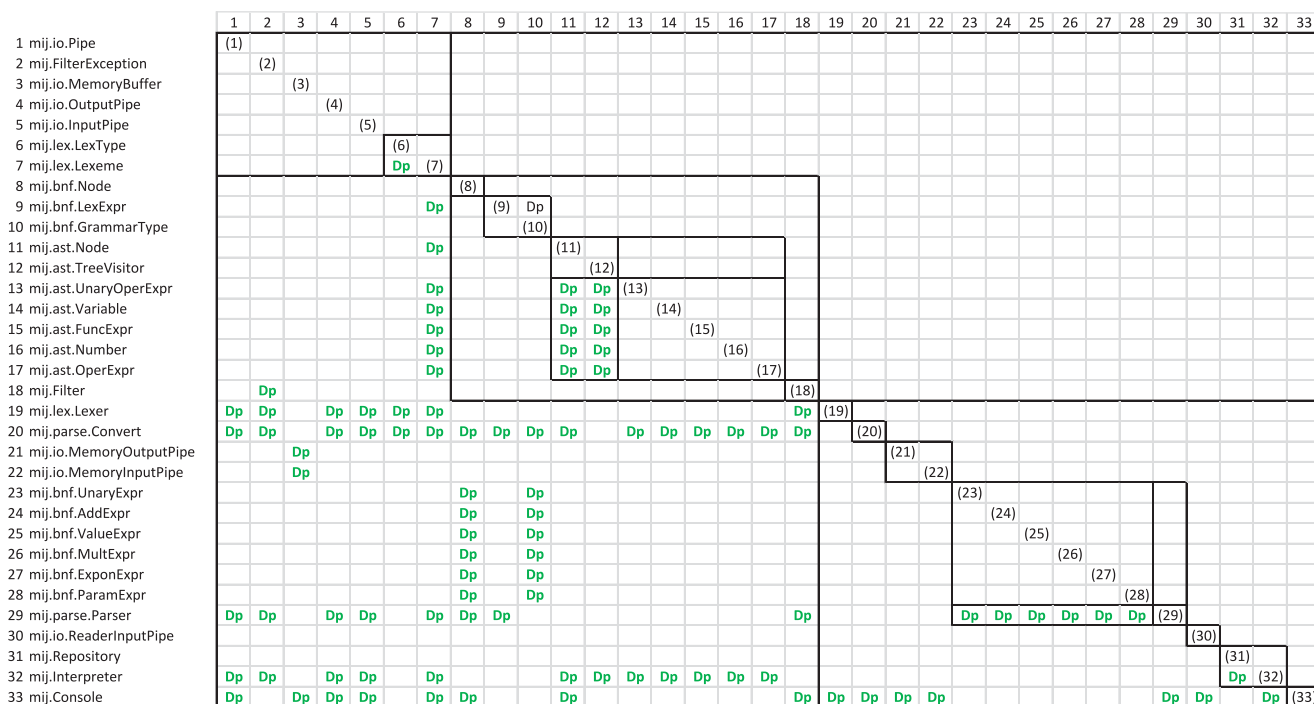 1 2 3 4 5 6 7 8 9 10 11 12 13 14 15 16 17 18 19 20 21 22 23 24 25 26 27 28 29 30 31 32 33
1 mij.io.Pipe (1)
2 mij.FilterException (2)
3 mij.io.MemoryBuffer (3)
4 mij.io.OutputPipe (4)
5 mij.io.InputPipe (5)
6 mij.lex.LexType (6)
7 mij.lex.Lexeme Dp (7)
8 mij.bnf.Node (8)
9 mij.bnf.LexExpr Dp (9) Dp
10 mij.bnf.GrammarType (10)
11 mij.ast.Node Dp (11)
12 mij.ast.TreeVisitor (12)
13 mij.ast.UnaryOperExpr Dp Dp Dp (13)
14 mij.ast.Variable Dp Dp Dp (14)
15 mij.ast.FuncExpr Dp Dp Dp (15)
16 mij.ast.Number Dp Dp Dp (16)
17 mij.ast.OperExpr Dp Dp Dp (17)
18 mij.Filter Dp (18)
19 mij.lex.Lexer Dp Dp Dp Dp Dp Dp Dp (19)
20 mij.parse.Convert Dp Dp Dp Dp Dp Dp Dp Dp Dp Dp Dp Dp Dp Dp Dp Dp (20)
21 mij.io.MemoryOutputPipe Dp (21)
22 mij.io.MemoryInputPipe Dp (22)
23 mij.bnf.UnaryExpr Dp Dp (23)
24 mij.bnf.AddExpr Dp Dp (24)
25 mij.bnf.ValueExpr Dp Dp (25)
26 mij.bnf.MultExpr Dp Dp (26)
27 mij.bnf.ExponExpr Dp Dp (27)
28 mij.bnf.ParamExpr Dp Dp (28)
29 mij.parse.Parser Dp Dp Dp Dp Dp Dp Dp Dp Dp Dp Dp Dp Dp Dp (29)
30 mij.io.ReaderInputPipe (30)
31 mij.Repository (31)
32 mij.Interpreter Dp Dp Dp Dp Dp Dp Dp Dp Dp Dp Dp Dp Dp (32)
33 mij.Console Dp Dp Dp Dp Dp Dp Dp Dp Dp Dp Dp Dp Dp Dp Dp (33)